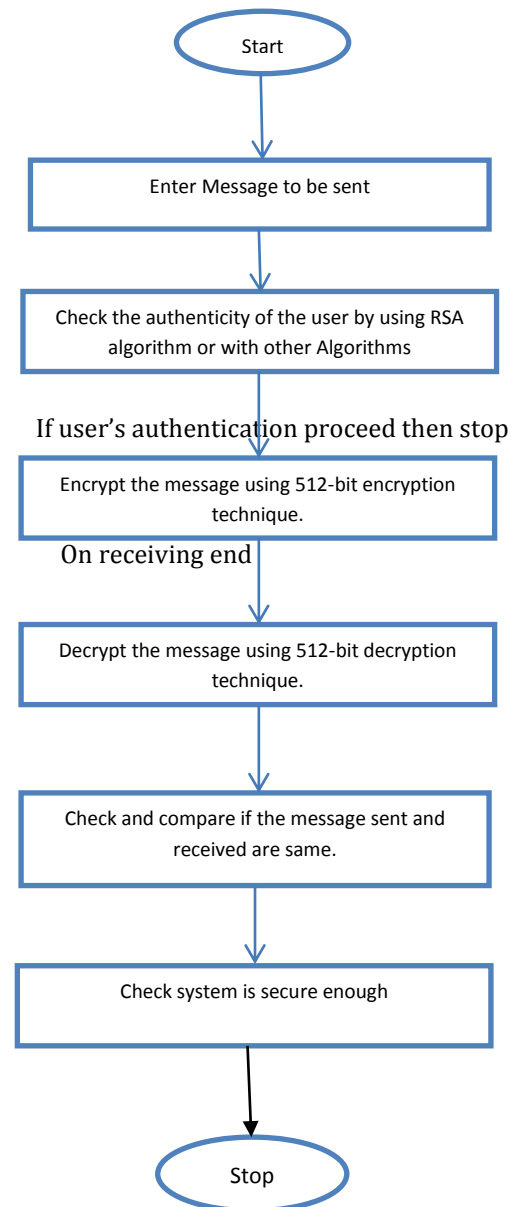 Start
Enter Message to be sent
Check the authenticity of the user by using RSA
algorithm or with other Algorithms
If user's authentication proceed then stop
Encrypt the message using 512-bit encryption
technique.
On receiving end
Decrypt the message using 512-bit decryption
technique.
Check and compare if the message sent and
received are same.
Check system is secure enough
Stop